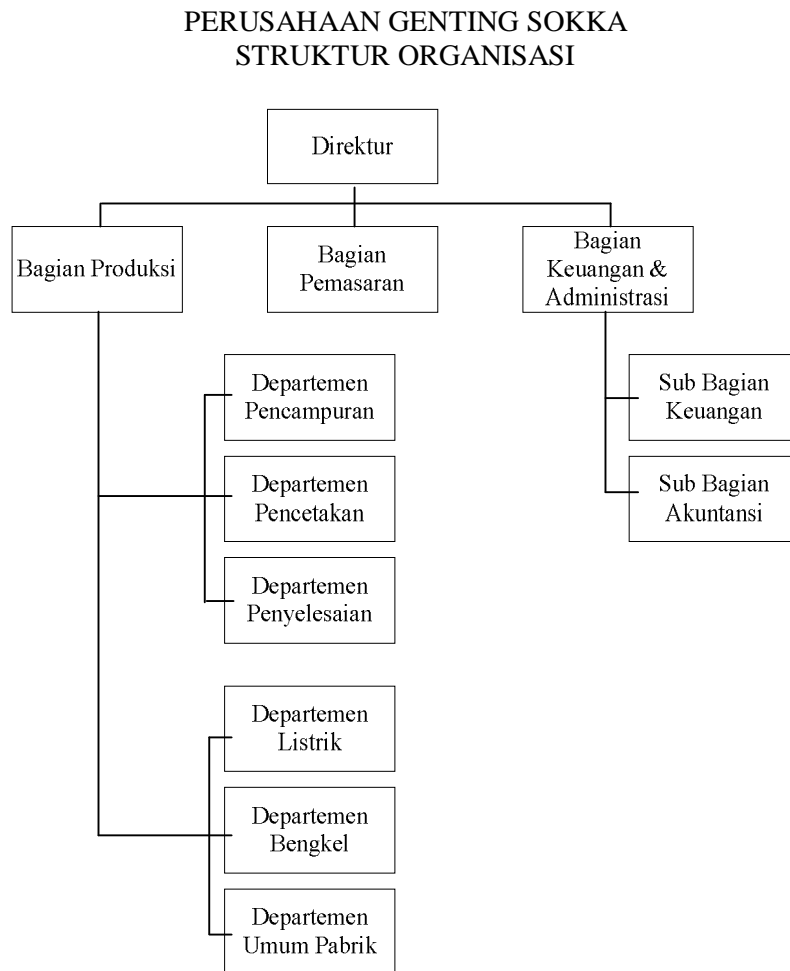 PERUSAHAAN GENTING SOKKA
STRUKTUR ORGANISASI
Direktur
Bagian Produksi
Bagian
Pemasaran
Bagian
Keuangan &
Administrasi
Departemen
Pencampuran
Departemen
Pencetakan
Departemen
Penyelesaian
Departemen
Listrik
Departemen
Bengkel
Departemen
Umum Pabrik
Sub Bagian
Keuangan
Sub Bagian
Akuntansi